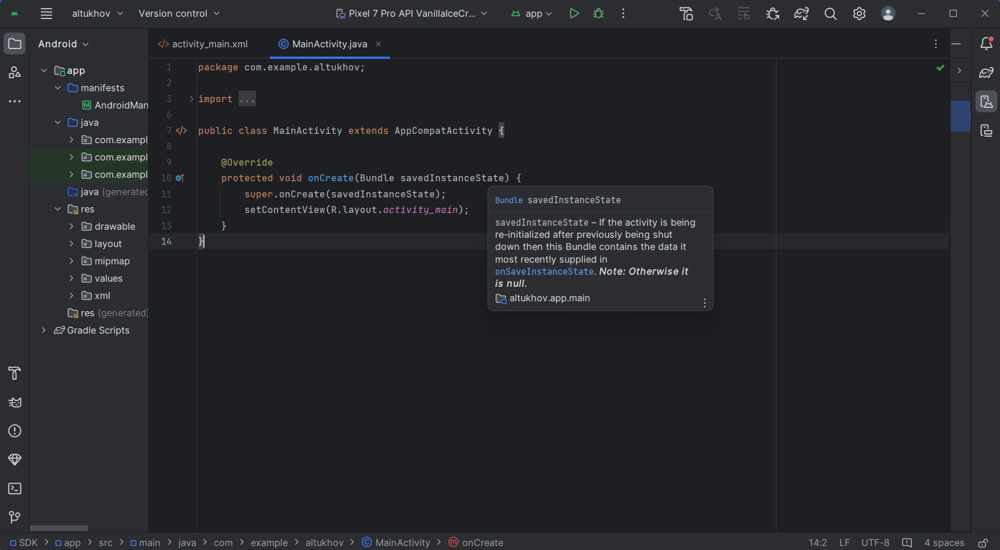 altukhov
Version control
Pixel 7 Pro API VanillaIceCr...
app
Android
activity_main.xml
MainActivity.java
app
manifests
AndroidMan
java
com.exampl
com.exampl
com.exampl
java (generated
res
drawable
layout
mipmap
values
xml
res (generated)
Gradle Scripts
1 package com.example.altukhov;
2
3 import ...
6
7 public class MainActivity extends AppCompatActivity {
8
9 @Override
10 protected void onCreate(Bundle savedInstanceState) {
11 super.onCreate(savedInstanceState);
12 setContentView(R.layout.activity_main);
13 }
14 }
Bundle savedInstanceState
savedInstanceState – If the activity is being
re-initialized after previously being shut
down then this Bundle contains the data it
most recently supplied in
onSaveInstanceState. Note: Otherwise it
is null.
altukhov.app.main
SDK > app > src > main > java > com > example > altukhov > MainActivity > onCreate
14:2 LF UTF-8 4 spaces